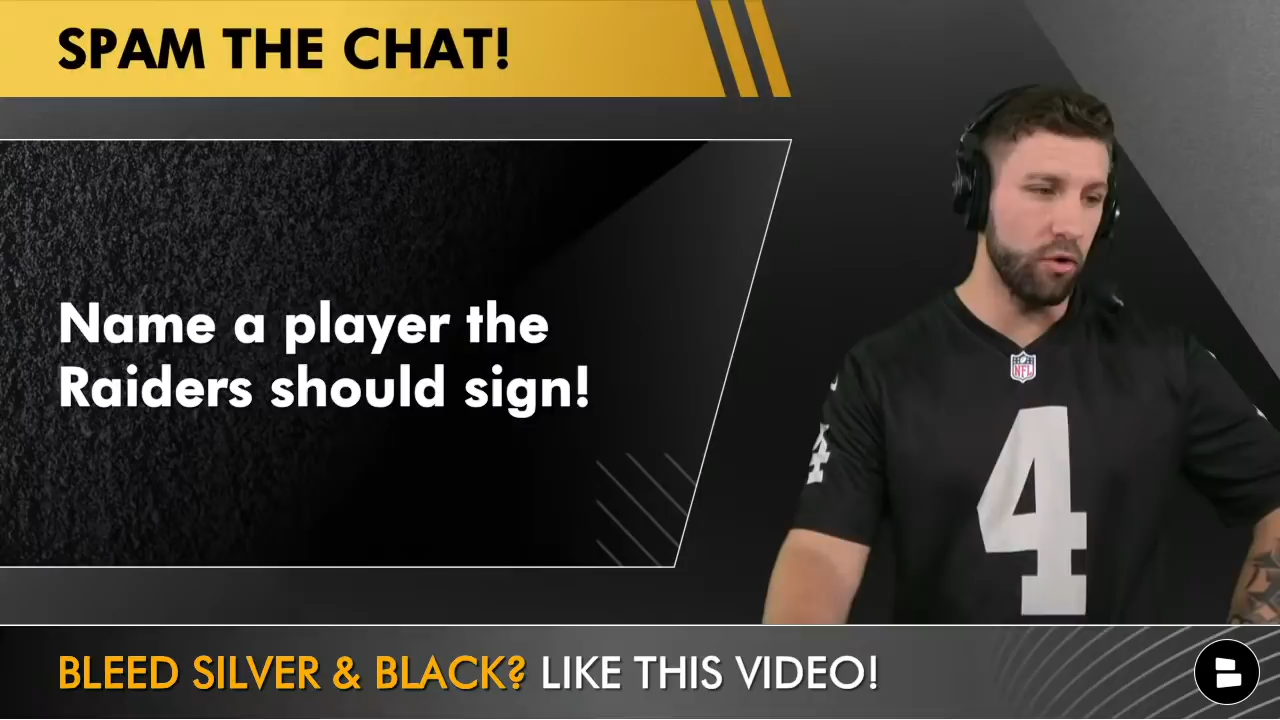 SPAM THE CHAT!
Name a player the
Raiders should sign!
NFL
4
BLEED SILVER & BLACK? LIKE THIS VIDEO!